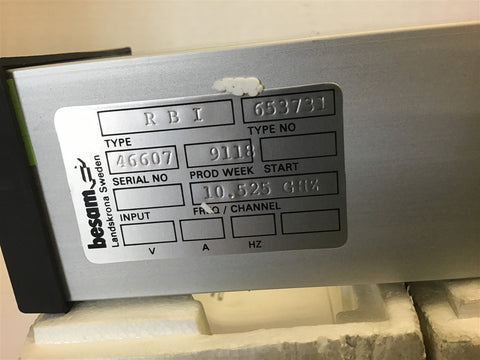 RBI 653731
TYPE TYPE NO
46607 9118
SERIAL NO PROD WEEK START
10.525 GHZ
INPUT FREQ / CHANNEL
V A HZ
besam
Landskrona Sweden